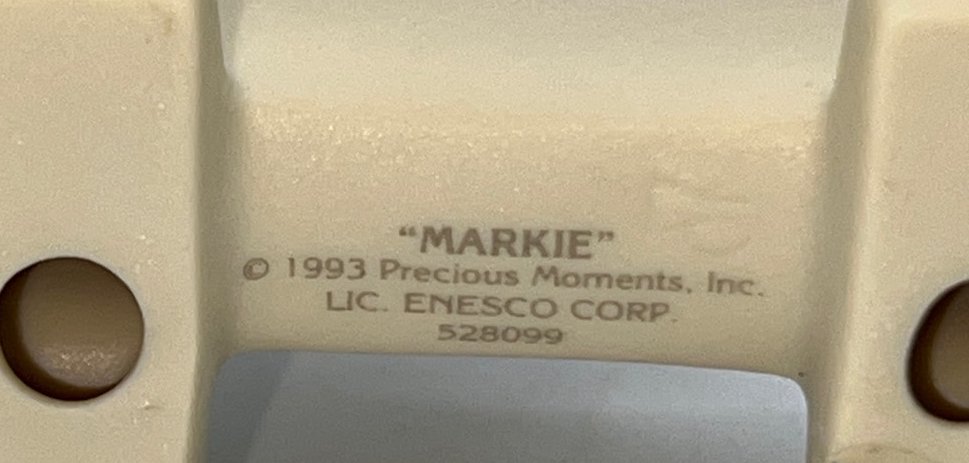 “MARKIE”
© 1993 Precious Moments, Inc.
LIC. ENESCO CORP.
528099